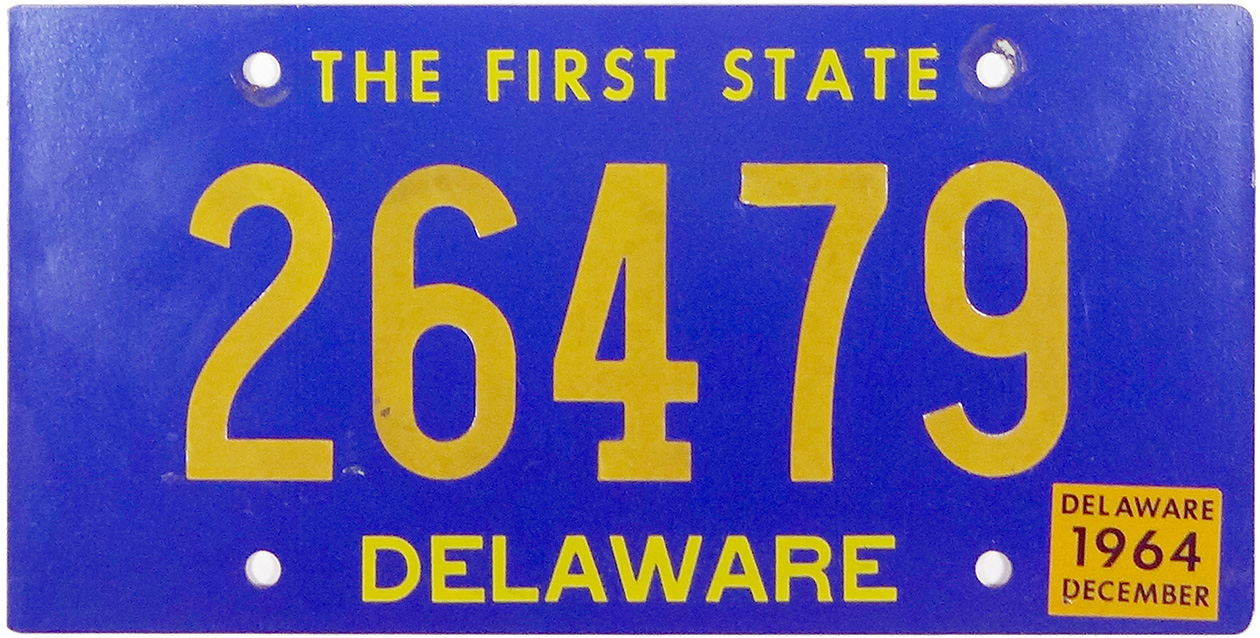 THE FIRST STATE
26479
DELAWARE
DELAWARE
1964
DECEMBER